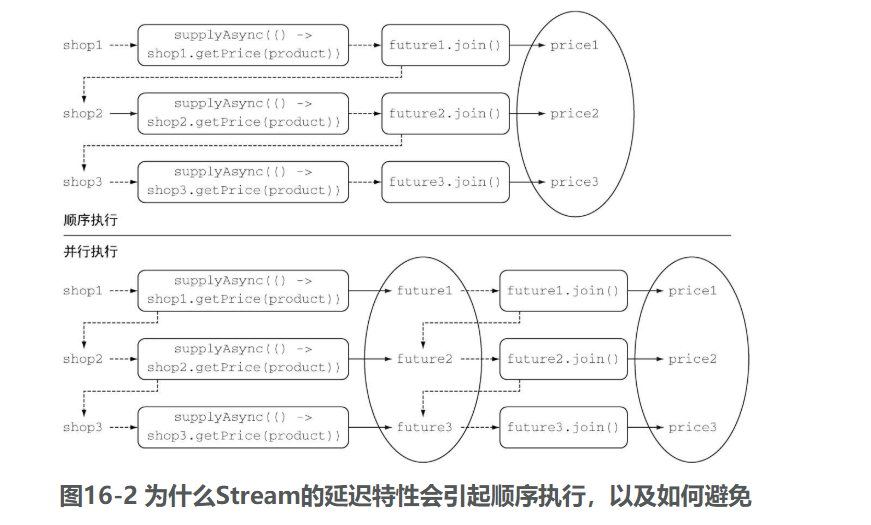 shop1
supplyAsync(() ->
shop1.getPrice(product))
future1.join()
price1
shop2
supplyAsync(() ->
shop2.getPrice(product))
future2.join()
price2
shop3
supplyAsync(() ->
shop3.getPrice(product))
future3.join()
price3
顺序执行
并行执行
shop1
supplyAsync(() ->
shop1.getPrice(product))
future1
future1.join()
price1
shop2
supplyAsync(() ->
shop2.getPrice(product))
future2
future2.join()
price2
shop3
supplyAsync(() ->
shop3.getPrice(product))
future3
future3.join()
price3
图16-2 为什么Stream的延迟特性会引起顺序执行，以及如何避免